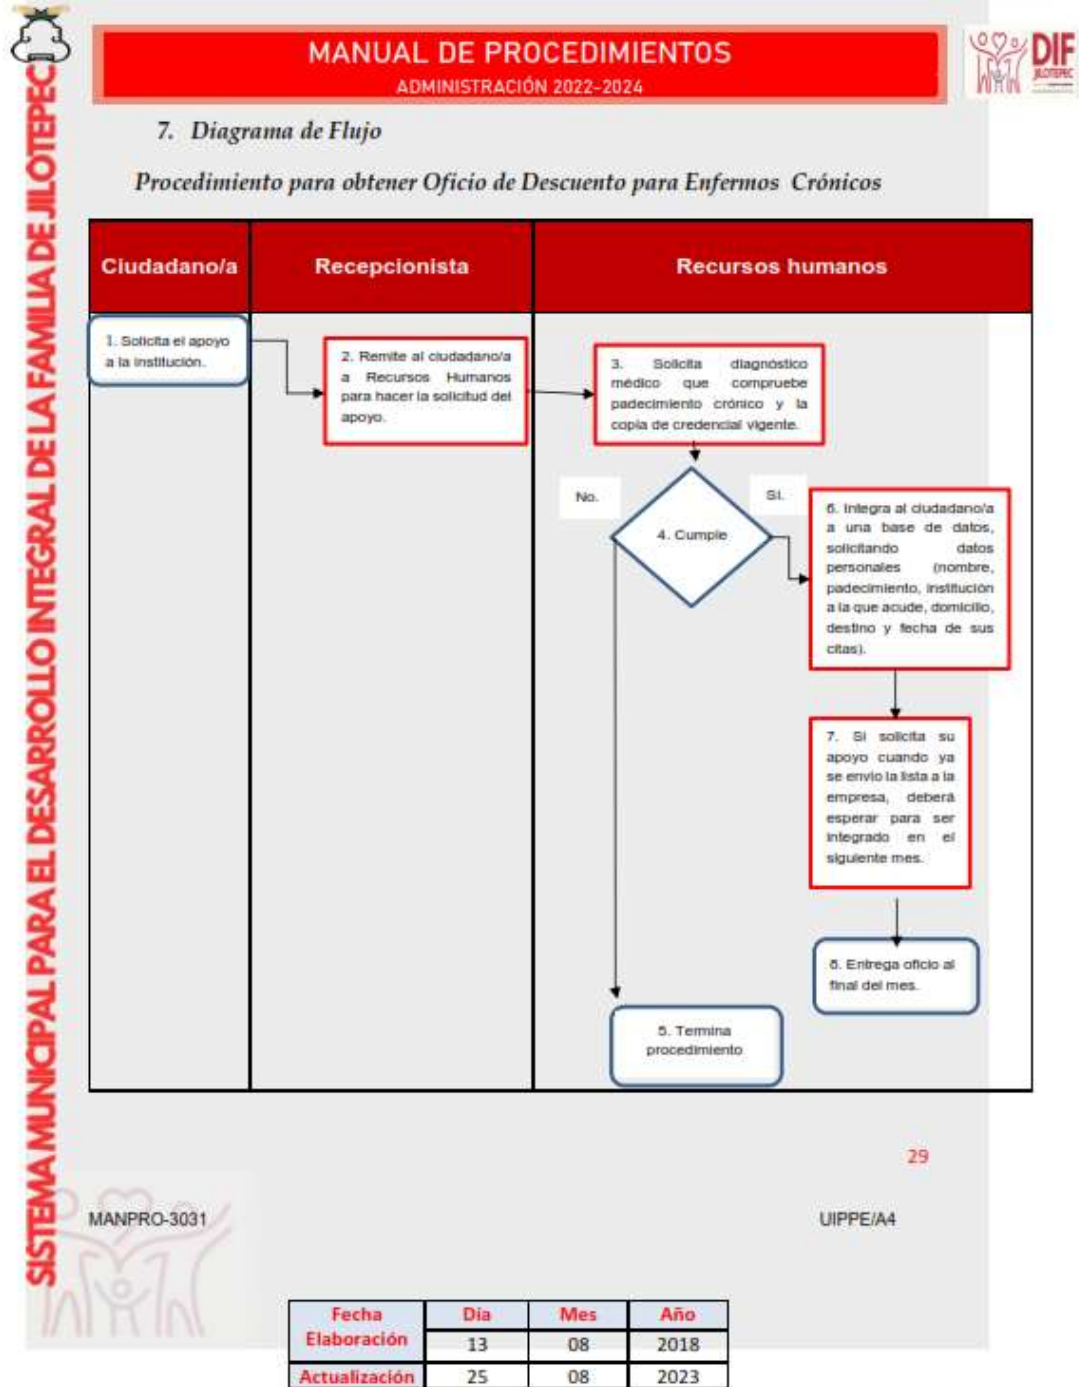 SISTEMA MUNICIPAL PARA EL DESARROLLO INTEGRAL DE LA FAMILIA DE JILOTEPEC
MANUAL DE PROCEDIMIENTOS
ADMINISTRACIÓN 2022-2024
DIF
JILOTEPEC
7. Diagrama de Flujo
Procedimiento para obtener Oficio de Descuento para Enfermos Crónicos
Ciudadano/a
Recepcionista
Recursos humanos
1. Solicita el apoyo
a la institución.
2. Remite al ciudadano/a
a Recursos Humanos
para hacer la solicitud del
apoyo.
3. Solicita diagnóstico
médico que compruebe
padecimiento crónico y la
copia de credencial vigente.
No.
4. Cumple
Si.
6. Integra al ciudadano/a
a una base de datos,
solicitando datos
personales (nombre,
padecimiento, institución
a la que acude, domicilio,
destino y fecha de sus
citas).
7. Si solicita su
apoyo cuando ya
se envio la lista a la
empresa, deberá
esperar para ser
integrado en el
siguiente mes.
8. Entrega oficio al
final del mes.
5. Termina
procedimiento
29
MANPRO-3031
UIPPE/A4
Fecha Día Mes Año
Elaboración 13 08 2018
Actualización 25 08 2023